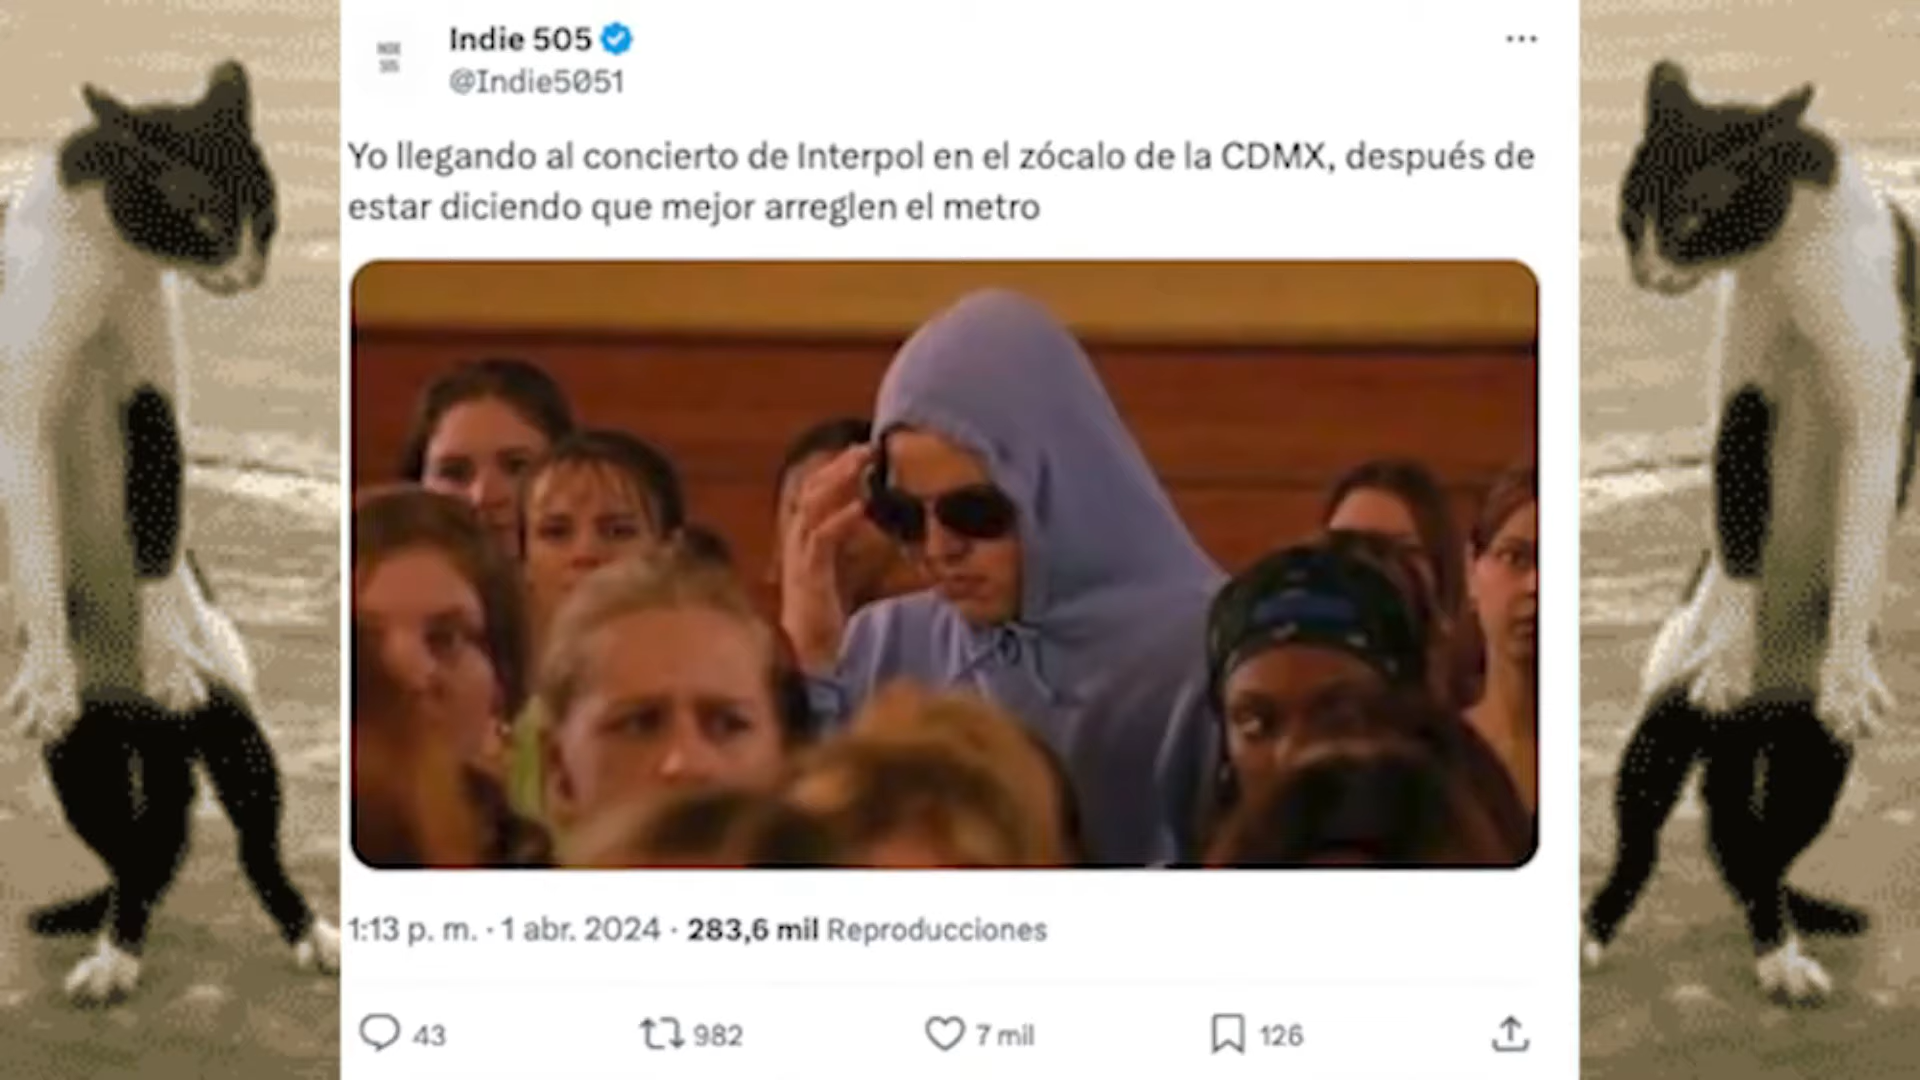 Indie 505
@Indie5051
INDIE
505
Yo llegando al concierto de Interpol en el zócalo de la CDMX, después de
estar diciendo que mejor arreglen el metro
1:13 p. m. · 1 abr. 2024 · 283,6 mil Reproducciones
43 982 7 mil 126